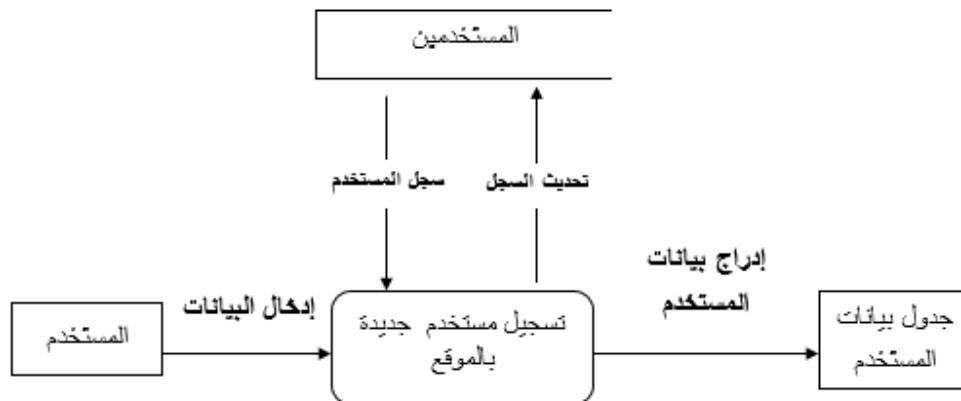 المستخدمين
تحديث السجل
سجل المستخدم
إدراج بيانات
المستخدم
إدخال البيانات
جدول بيانات
المستخدم
تسجيل مستخدم جديدة
بالموقع
المستخدم